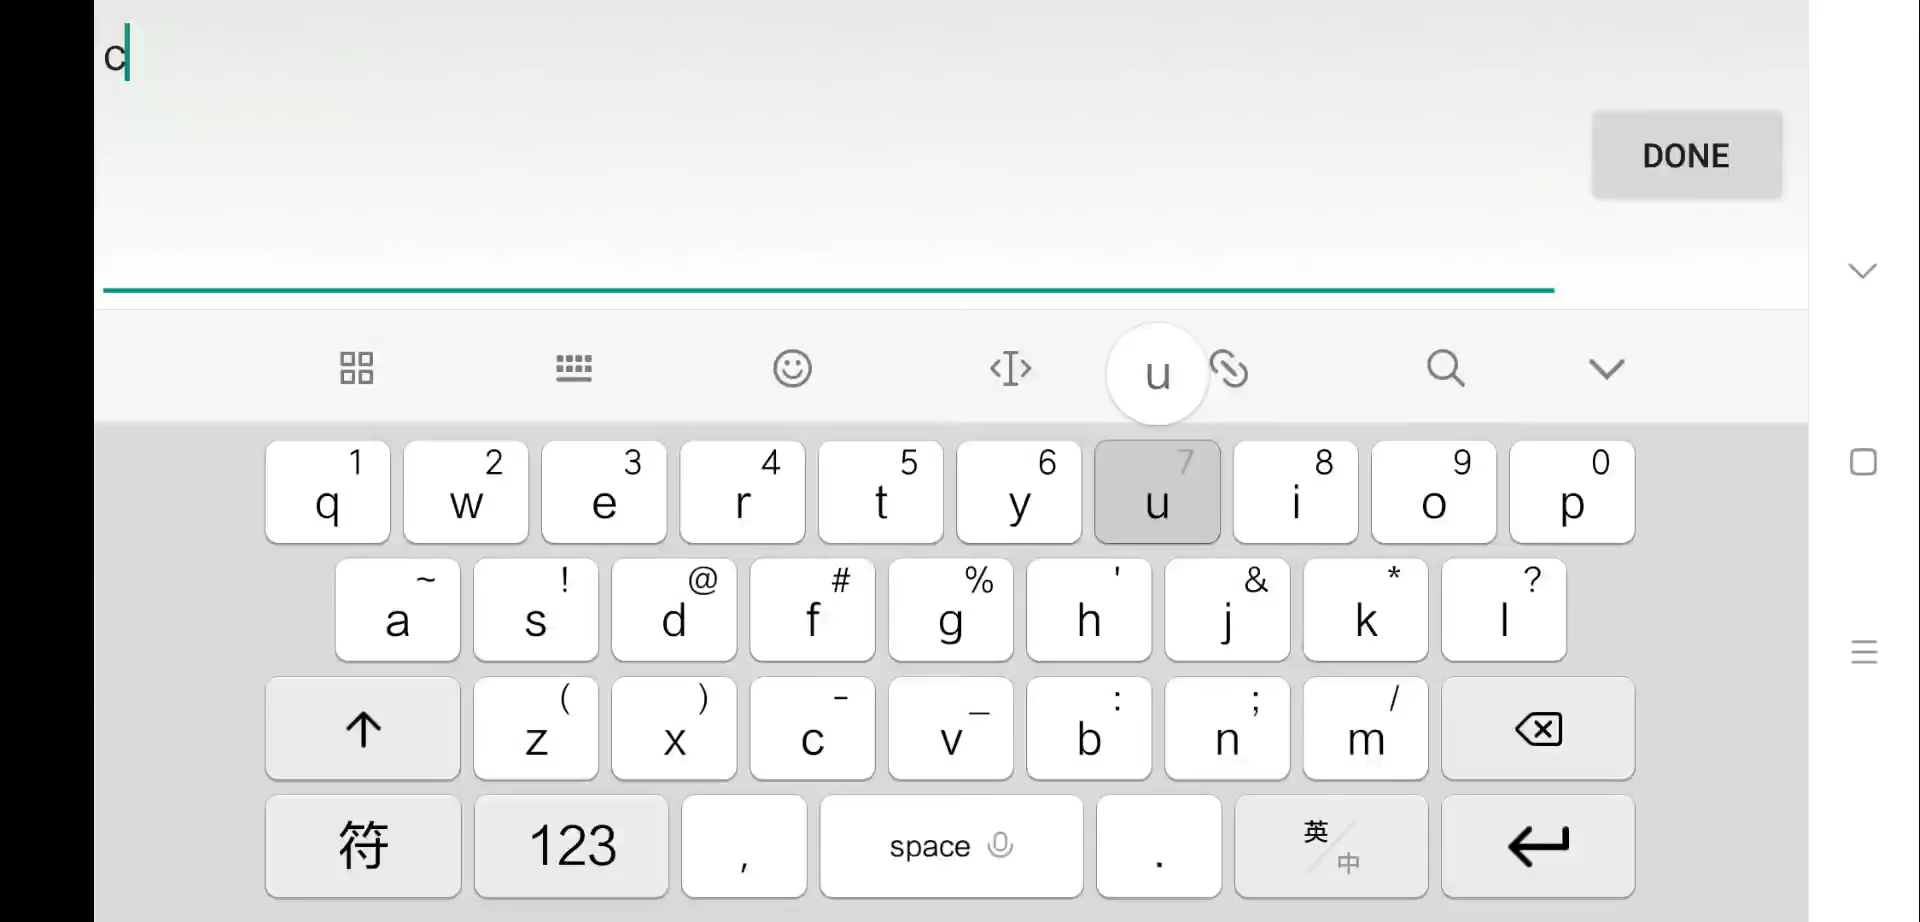 c
DONE
u
1 2 3 4 5 6 7 8 9 0
q w e r t y u i o p
~ ! @ # % ' & * ?
a s d f g h j k l
( ) - _ : ; /
z x c v b n m
符 123 , space . 英 中